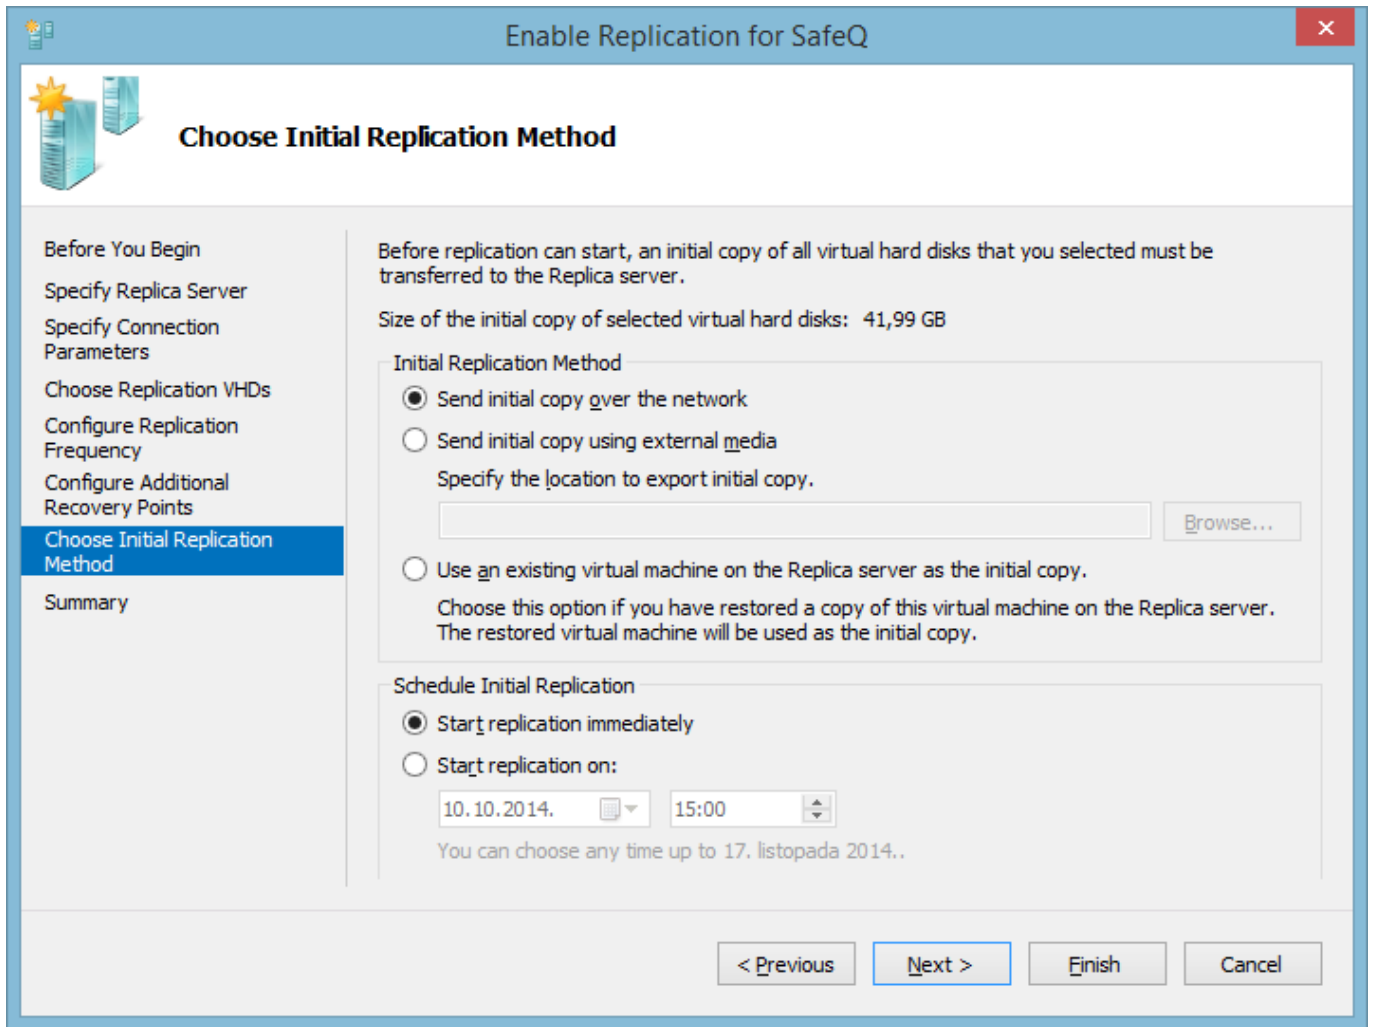 Enable Replication for SafeQ
Choose Initial Replication Method
Before You Begin
Specify Replica Server
Specify Connection
Parameters
Choose Replication VHDs
Configure Replication
Frequency
Configure Additional
Recovery Points
Choose Initial Replication
Method
Summary
Before replication can start, an initial copy of all virtual hard disks that you selected must be
transferred to the Replica server.
Size of the initial copy of selected virtual hard disks: 41,99 GB
Initial Replication Method
Send initial copy over the network
Send initial copy using external media
Specify the location to export initial copy.
Browse...
Use an existing virtual machine on the Replica server as the initial copy.
Choose this option if you have restored a copy of this virtual machine on the Replica server.
The restored virtual machine will be used as the initial copy.
Schedule Initial Replication
Start replication immediately
Start replication on:
10.10.2014. 15:00
You can choose any time up to 17. listopada 2014..
< Previous Next > Finish Cancel